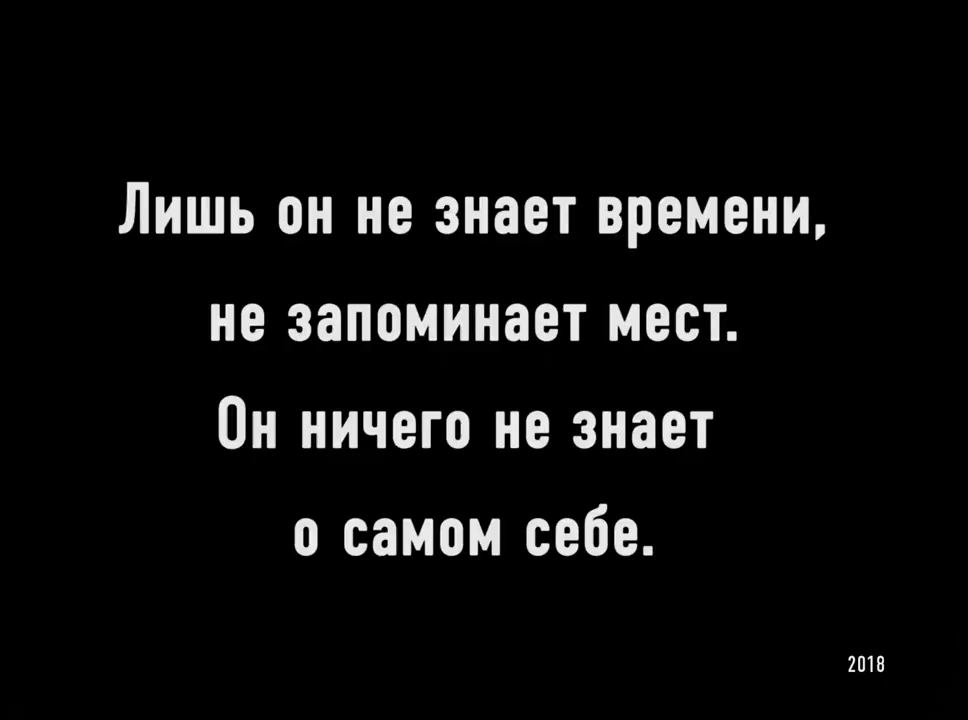 Лишь он не знает времени,
не запоминает мест.
Он ничего не знает
о самом себе.
2018